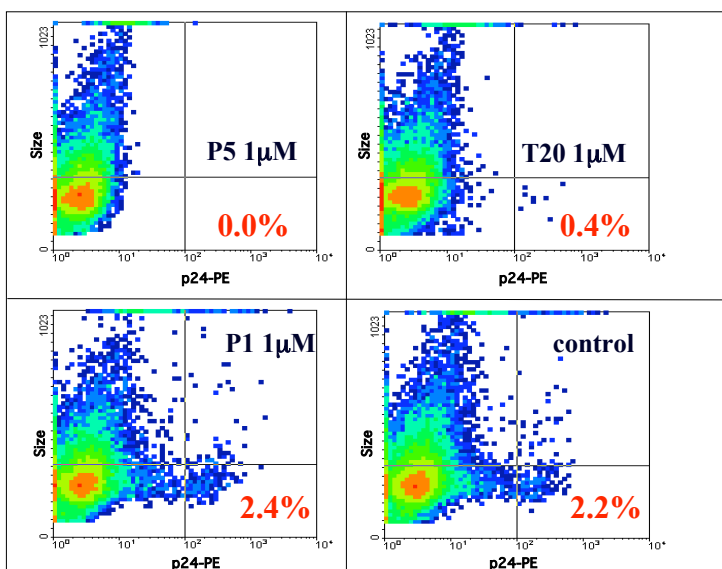 1023
Size
P5 1µM
0.0%
0
10⁰ 10¹ 10² 10³ 10⁴
p24-PE
1023
Size
T20 1µM
0.4%
0
10⁰ 10¹ 10² 10³ 10⁴
p24-PE
1023
Size
P1 1µM
2.4%
0
10⁰ 10¹ 10² 10³ 10⁴
p24-PE
1023
Size
control
2.2%
0
10⁰ 10¹ 10² 10³ 10⁴
p24-PE